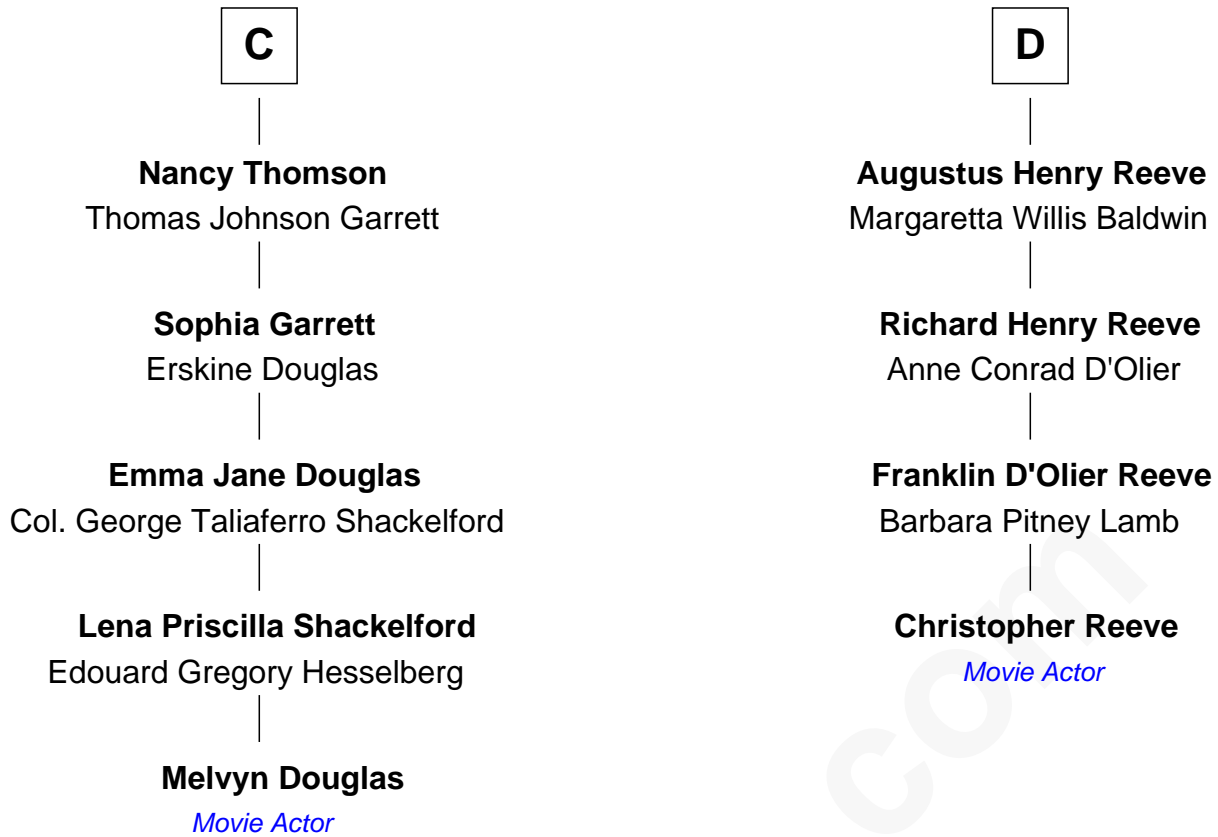 C
Nancy Thomson
Thomas Johnson Garrett
Sophia Garrett
Erskine Douglas
Emma Jane Douglas
Col. George Taliaferro Shackelford
Lena Priscilla Shackelford
Edouard Gregory Hesselberg
Melvyn Douglas
Movie Actor
D
Augustus Henry Reeve
Margaretta Willis Baldwin
Richard Henry Reeve
Anne Conrad D'Olier
Franklin D'Olier Reeve
Barbara Pitney Lamb
Christopher Reeve
Movie Actor
com